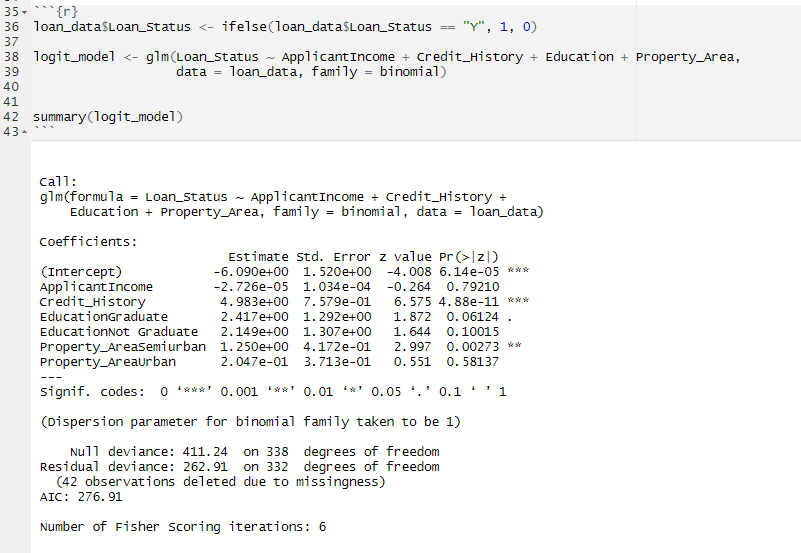 35 ```{r}
36 loan_data$Loan_Status <- ifelse(loan_data$Loan_Status == "Y", 1, 0)
37
38 logit_model <- glm(Loan_Status ~ ApplicantIncome + Credit_History + Education + Property_Area,
39                    data = loan_data, family = binomial)
40
41
42 summary(logit_model)
43 ```
Call:
glm(formula = Loan_Status ~ ApplicantIncome + Credit_History +
    Education + Property_Area, family = binomial, data = loan_data)
Coefficients:
                         Estimate Std. Error z value Pr(>|z|)
(Intercept)            -6.090e+00  1.520e+00  -4.008 6.14e-05 ***
ApplicantIncome        -2.726e-05  1.034e-04  -0.264  0.79210
Credit_History          4.983e+00  7.579e-01   6.575 4.88e-11 ***
EducationGraduate       2.417e+00  1.292e+00   1.872  0.06124 .
EducationNot Graduate   2.149e+00  1.307e+00   1.644  0.10015
Property_AreaSemiurban  1.250e+00  4.172e-01   2.997  0.00273 **
Property_AreaUrban      2.047e-01  3.713e-01   0.551  0.58137
---
Signif. codes:  0 ‘***’ 0.001 ‘**’ 0.01 ‘*’ 0.05 ‘.’ 0.1 ‘ ’ 1
(Dispersion parameter for binomial family taken to be 1)
    Null deviance: 411.24  on 338  degrees of freedom
Residual deviance: 262.91  on 332  degrees of freedom
  (42 observations deleted due to missingness)
AIC: 276.91
Number of Fisher Scoring iterations: 6